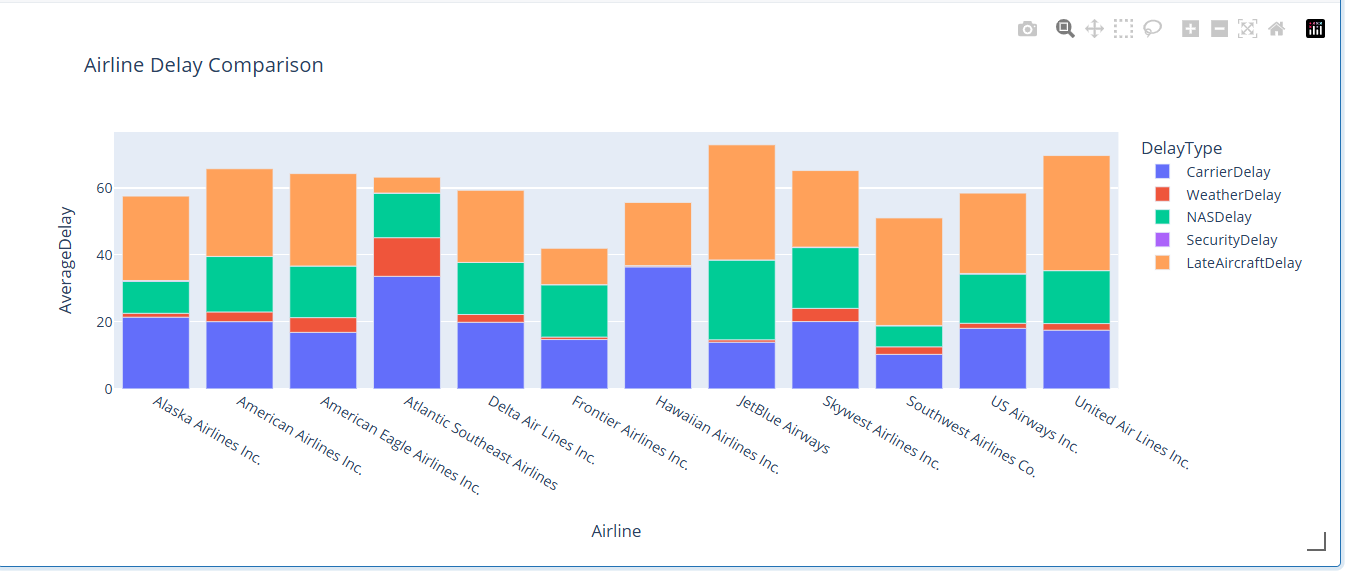 Airline Delay Comparison
AverageDelay
60
40
20
0
Alaska Airlines Inc.
American Airlines Inc.
American Eagle Airlines Inc.
Atlantic Southeast Airlines
Delta Air Lines Inc.
Frontier Airlines Inc.
Hawaiian Airlines Inc.
JetBlue Airways
Skywest Airlines Inc.
Southwest Airlines Co.
US Airways Inc.
United Air Lines Inc.
Airline
DelayType
CarrierDelay
WeatherDelay
NASDelay
SecurityDelay
LateAircraftDelay